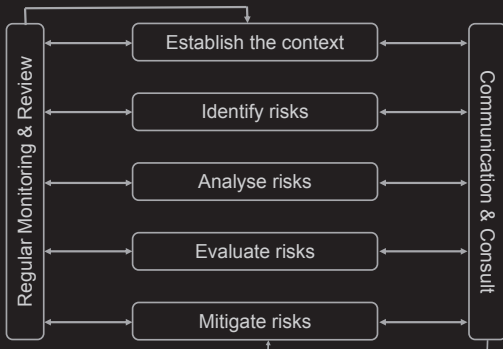 Establish the context
Identify risks
Analyse risks
Evaluate risks
Mitigate risks
Regular Monitoring & Review
Communication & Consult